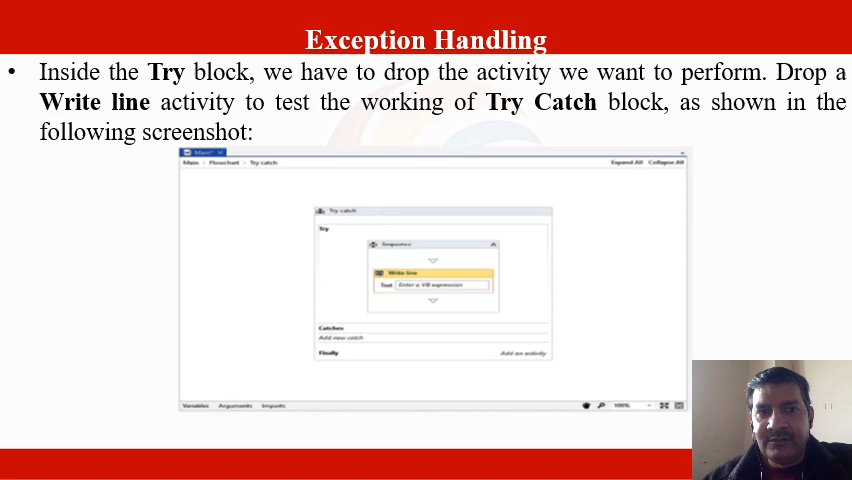 Exception Handling
• Inside the Try block, we have to drop the activity we want to perform. Drop a
Write line activity to test the working of Try Catch block, as shown in the
following screenshot:
Main*
Main > Flowchart > Try catch Expand All Collapse All
Try catch
Try
Sequence
Write line
Text Enter a VB expression
Catches
Add new catch
Finally Add an activity
Variables Arguments Imports 100%